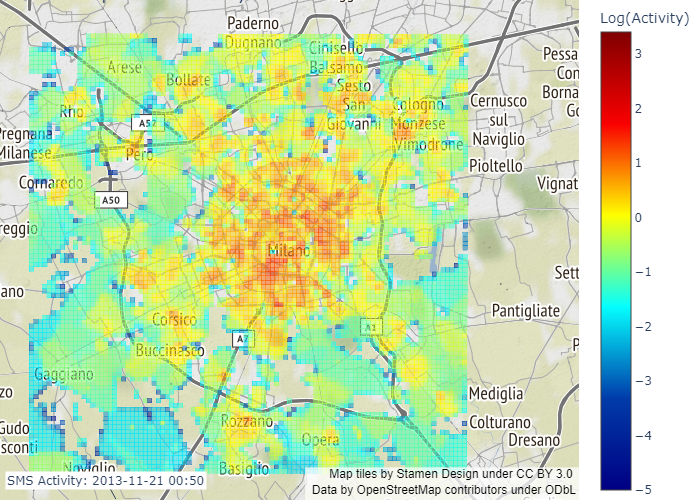 Paderno
Dugnano
Cinisello
Balsamo
Arese
Bollate
Sesto
San
Giovanni
Cologno
Monzese
Vimodrone
Rho
A52
Pero
Pregnana
Milanese
Cornaredo
A50
reggio
ano
Milano
Corsico
Buccinasco
A7
A1
Gaggiano
zo
Gudo
sconti
Noviglio
Rozzano
Opera
Basiglio
Pessa
Con
Borna
Go
Cernusco
sul
Naviglio
Pioltello
Vignat
Sett
Pantigliate
P
Mediglia
Colturano
Dresano
SMS Activity: 2013-11-21 00:50
Map tiles by Stamen Design under CC BY 3.0
Data by OpenStreetMap contributors under ODbL
Log(Activity)
3
2
1
0
−1
−2
−3
−4
−5